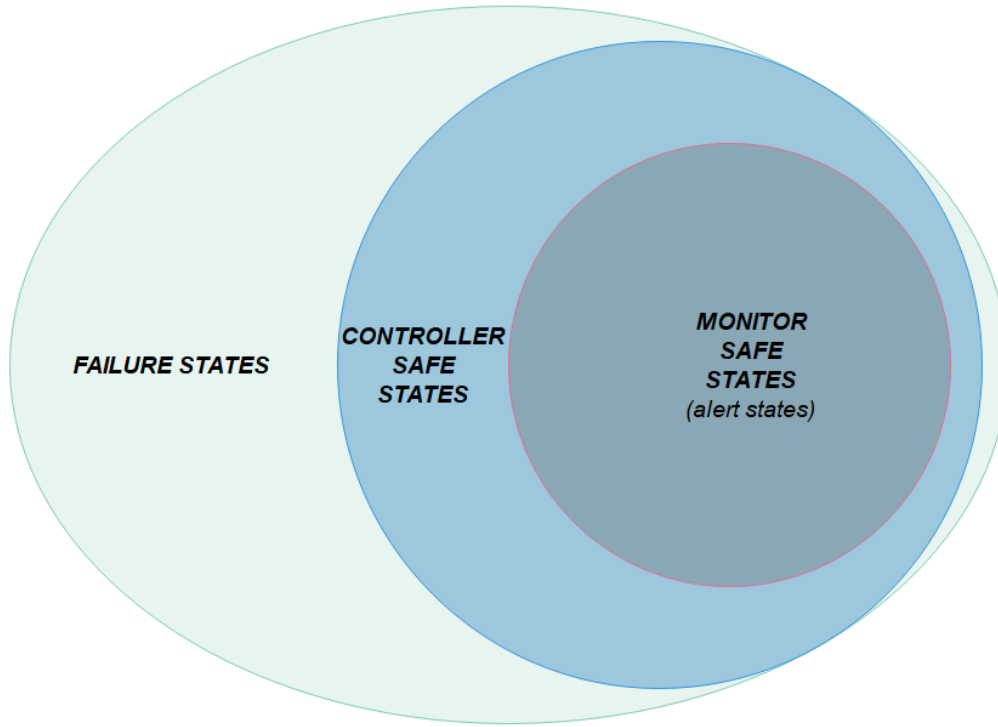 FAILURE STATES
CONTROLLER
SAFE
STATES
MONITOR
SAFE
STATES
(alert states)